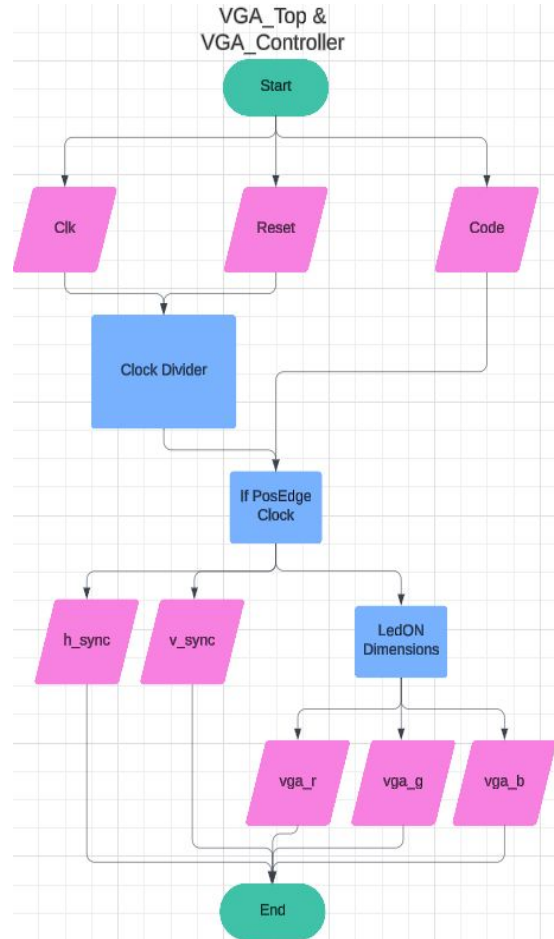 VGA_Top &
VGA_Controller
Start
Clk
Reset
Code
Clock Divider
If PosEdge
Clock
h_sync
v_sync
LedON
Dimensions
vga_r
vga_g
vga_b
End